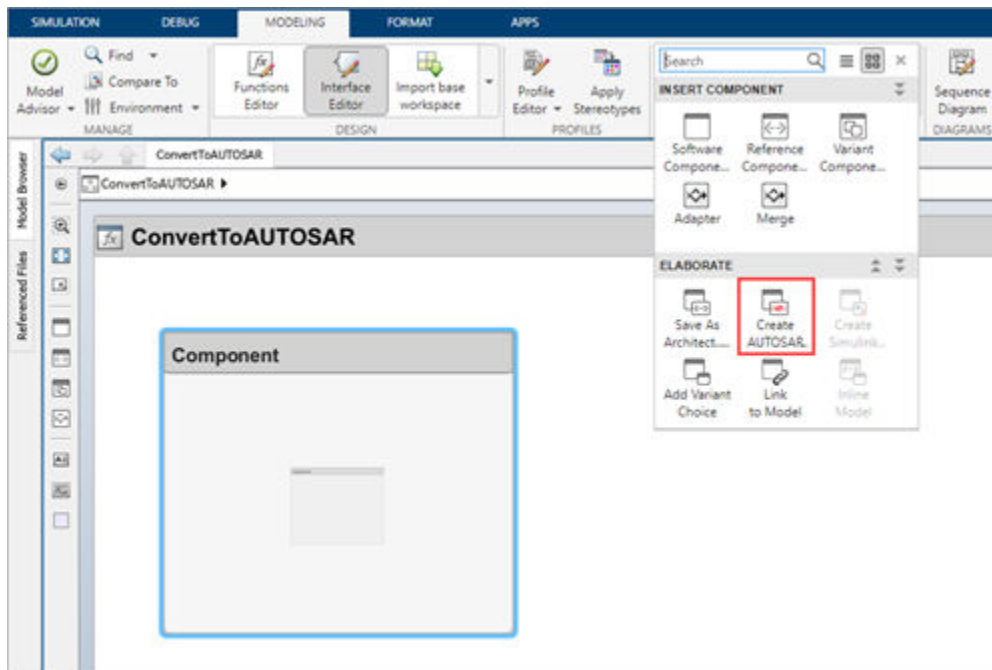 SIMULATION DEBUG MODELING FORMAT APPS
Model
Advisor
Find
Compare To
Environment
MANAGE
Functions
Editor
Interface
Editor
Import base
workspace
DESIGN
Profile
Editor
Apply
Stereotypes
PROFILES
Search
INSERT COMPONENT
Software
Compone...
Reference
Compone...
Variant
Compone...
Adapter
Merge
ELABORATE
Save As
Architect....
Create
AUTOSAR..
Create
Simulink...
Add Variant
Choice
Link
to Model
Inline
Model
Sequence
Diagram
DIAGRAMS
Model Browser
Referenced Files
ConvertToAUTOSAR
ConvertToAUTOSAR
ConvertToAUTOSAR
Component